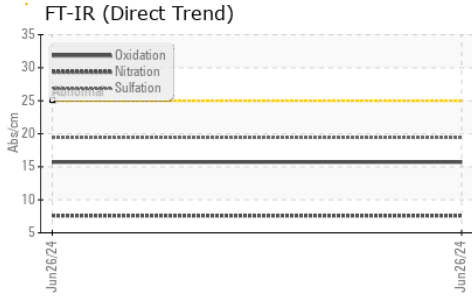 FT-IR (Direct Trend)
35
30
25
20
15
10
5
Abs/cm
Oxidation
Nitration
Sulfation
Abnormal
Jun26/24
Jun26/24